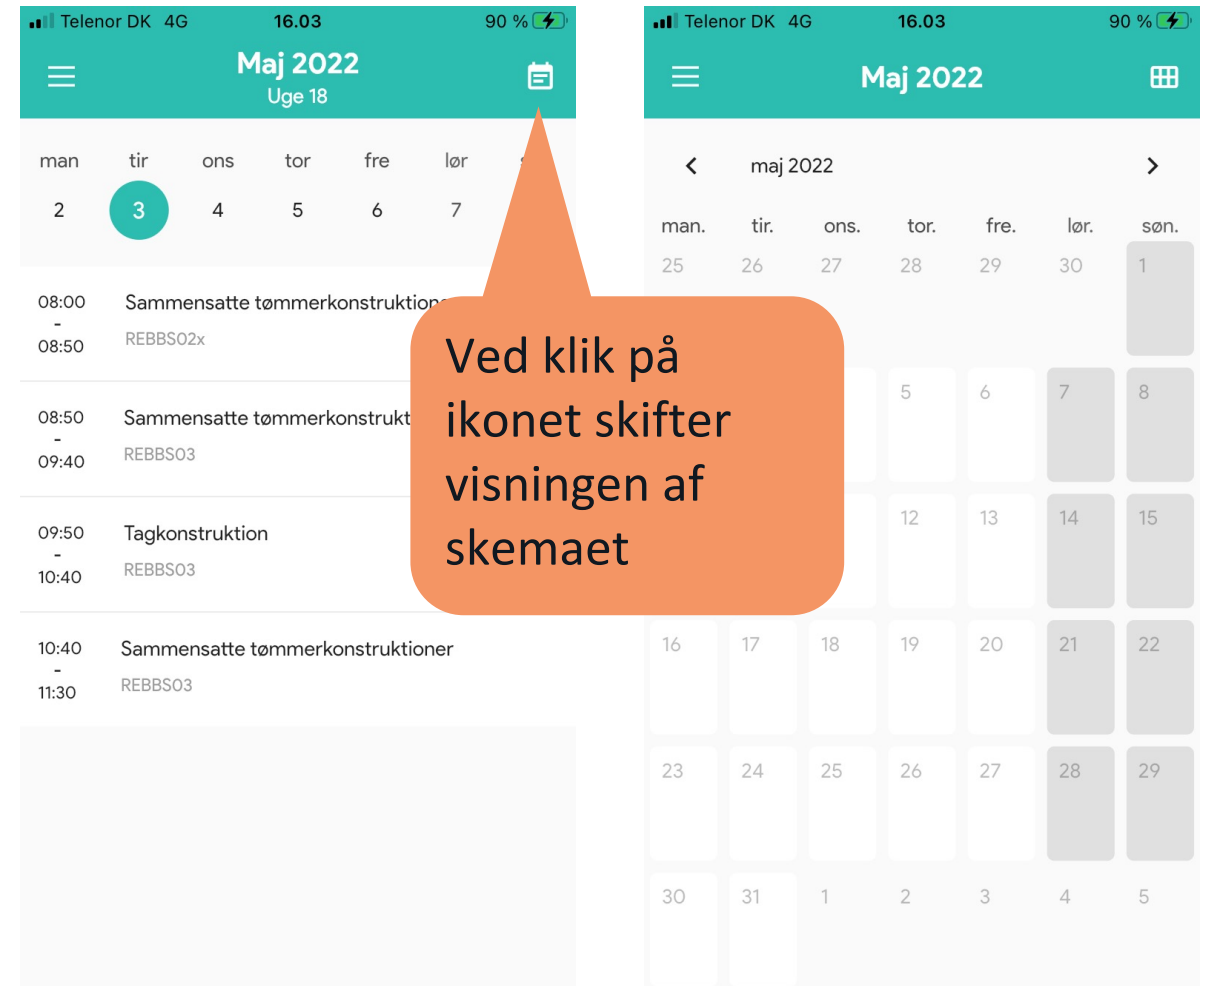 Telenor DK 4G 16.03 90 %
Maj 2022
Uge 18
man tir ons tor fre lør
2 3 4 5 6 7
08:00 Sammensatte tømmerkonstruktione
-
08:50 REBBS02x
08:50 Sammensatte tømmerkonstrukt
-
09:40 REBBS03
09:50 Tagkonstruktion
-
10:40 REBBS03
10:40 Sammensatte tømmerkonstruktioner
-
11:30 REBBS03
Ved klik på
ikonet skifter
visningen af
skemaet
Telenor DK 4G 16.03 90 %
Maj 2022
maj 2022
man. tir. ons. tor. fre. lør. søn.
25 26 27 28 29 30 1
5 6 7 8
12 13 14 15
16 17 18 19 20 21 22
23 24 25 26 27 28 29
30 31 1 2 3 4 5